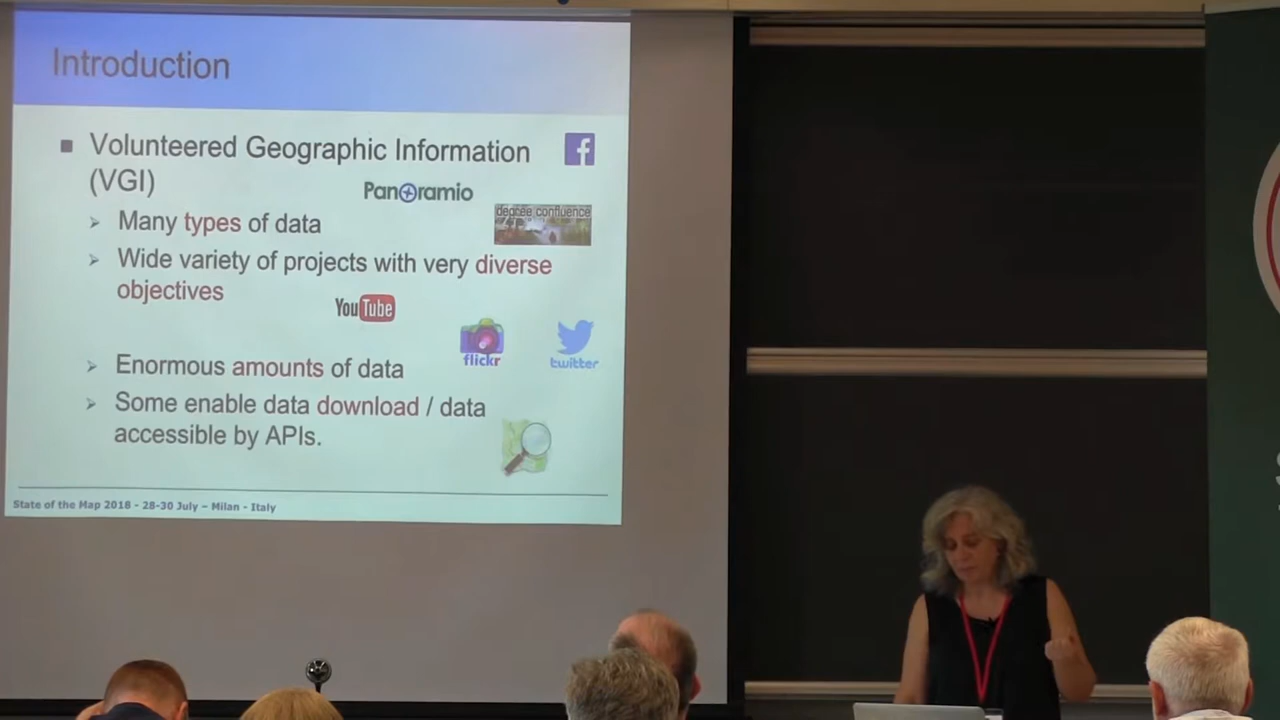 Introduction
Volunteered Geographic Information
(VGI)
Panoramio
degree confluence
Many types of data
Wide variety of projects with very diverse
objectives
YouTube
flickr
twitter
Enormous amounts of data
Some enable data download / data
accessible by APIs.
State of the Map 2018 - 28-30 July – Milan - Italy